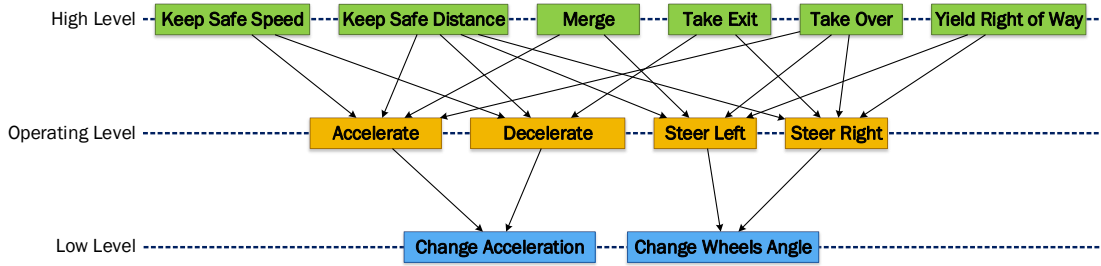 High Level
Keep Safe Speed
Keep Safe Distance
Merge
Take Exit
Take Over
Yield Right of Way
Operating Level
Accelerate
Decelerate
Steer Left
Steer Right
Low Level
Change Acceleration
Change Wheels Angle